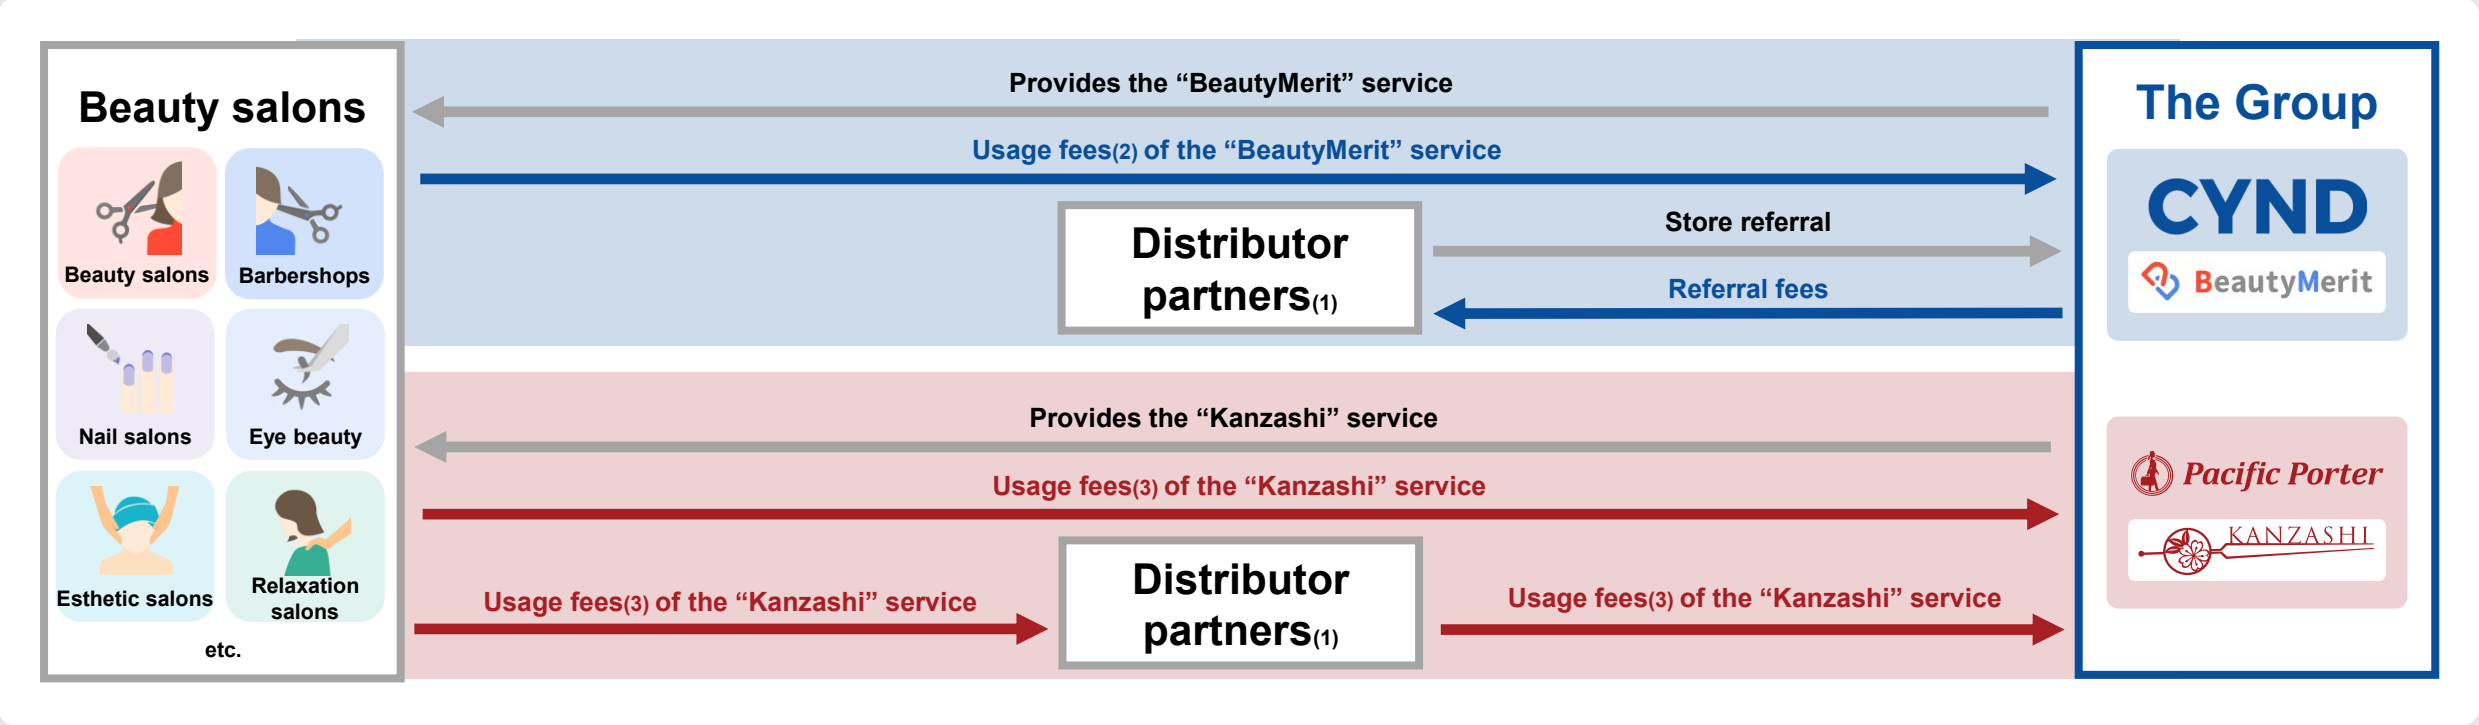 Beauty salons
Beauty salons
Barbershops
Nail salons
Eye beauty
Esthetic salons
Relaxation
salons
etc.
Provides the “BeautyMerit” service
Usage fees(2) of the “BeautyMerit” service
Distributor
partners(1)
Store referral
Referral fees
Provides the “Kanzashi” service
Usage fees(3) of the “Kanzashi” service
Usage fees(3) of the “Kanzashi” service
Distributor
partners(1)
Usage fees(3) of the “Kanzashi” service
The Group
CYND
BeautyMerit
Pacific Porter
KANZASHI